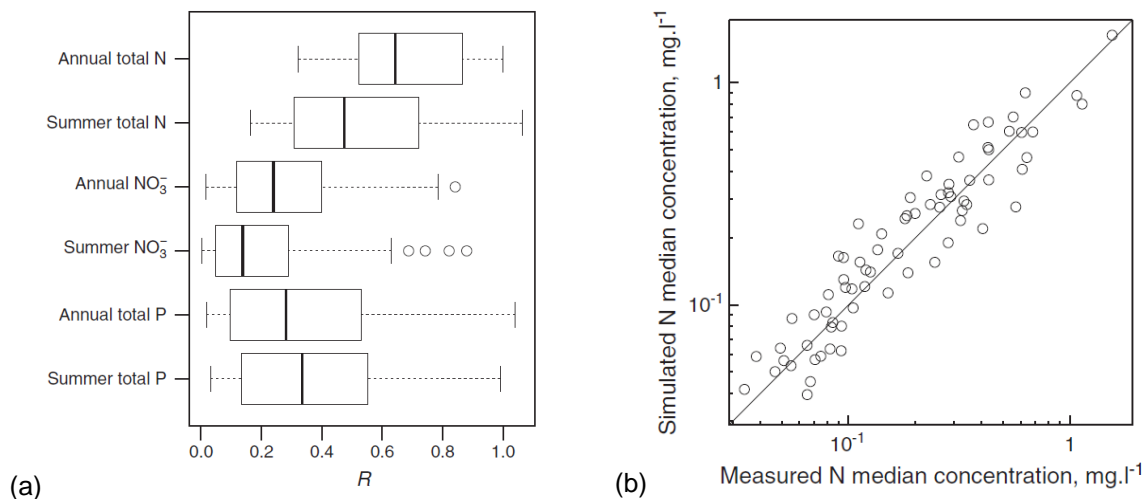 Annual total N
Summer total N
Annual NO₃⁻
Summer NO₃⁻
Annual total P
Summer total P
0.0 0.2 0.4 0.6 0.8 1.0
R
(a)
Simulated N median concentration, mg.l⁻¹
1
10⁻¹
10⁻¹ 1
Measured N median concentration, mg.l⁻¹
(b)